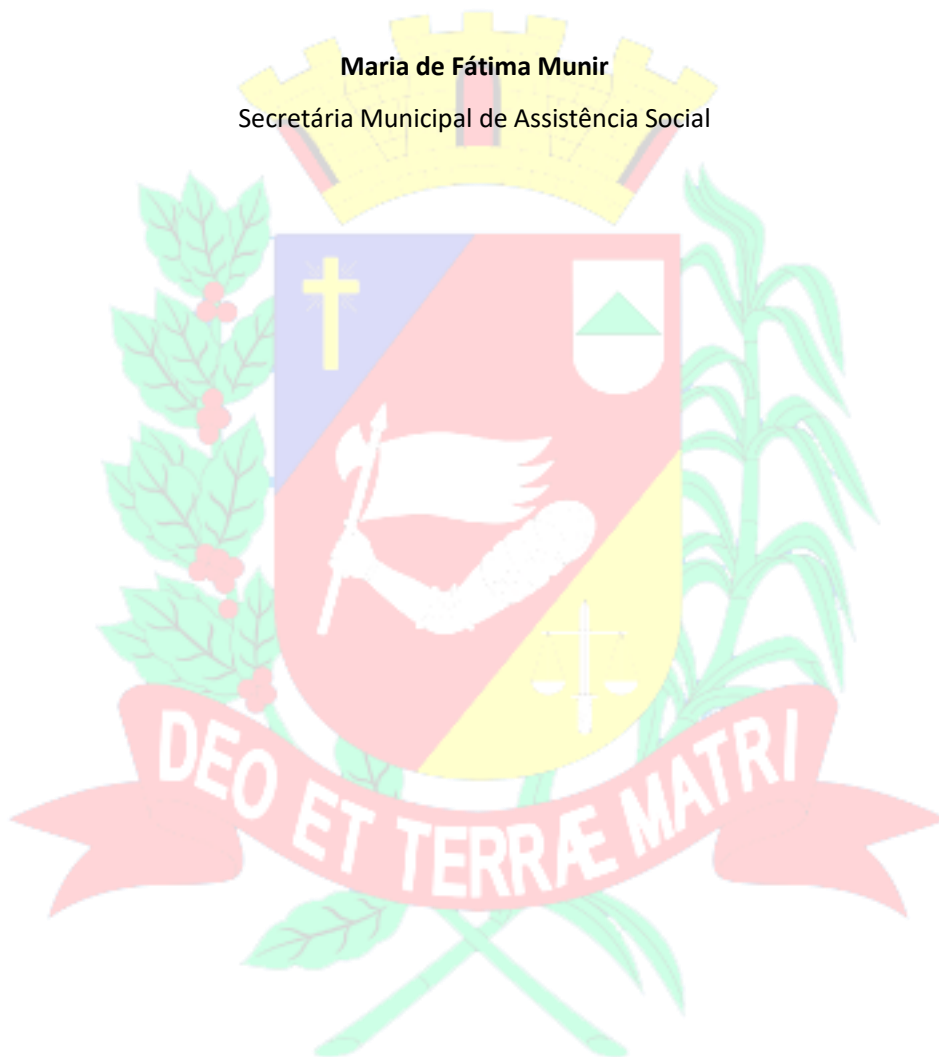 Maria de Fátima Munir
Secretária Municipal de Assistência Social
DEO ET TERRÆ MATRI